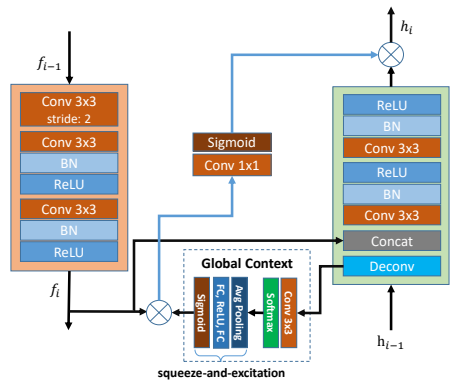 f_{i-1}
Conv 3x3
stride: 2
Conv 3x3
BN
ReLU
Conv 3x3
BN
ReLU
f_i
Sigmoid
Conv 1x1
h_i
ReLU
BN
Conv 3x3
ReLU
BN
Conv 3x3
Concat
Deconv
h_{i-1}
Global Context
Sigmoid
FC, ReLU, FC
Avg Pooling
Softmax
Conv 3x3
squeeze-and-excitation